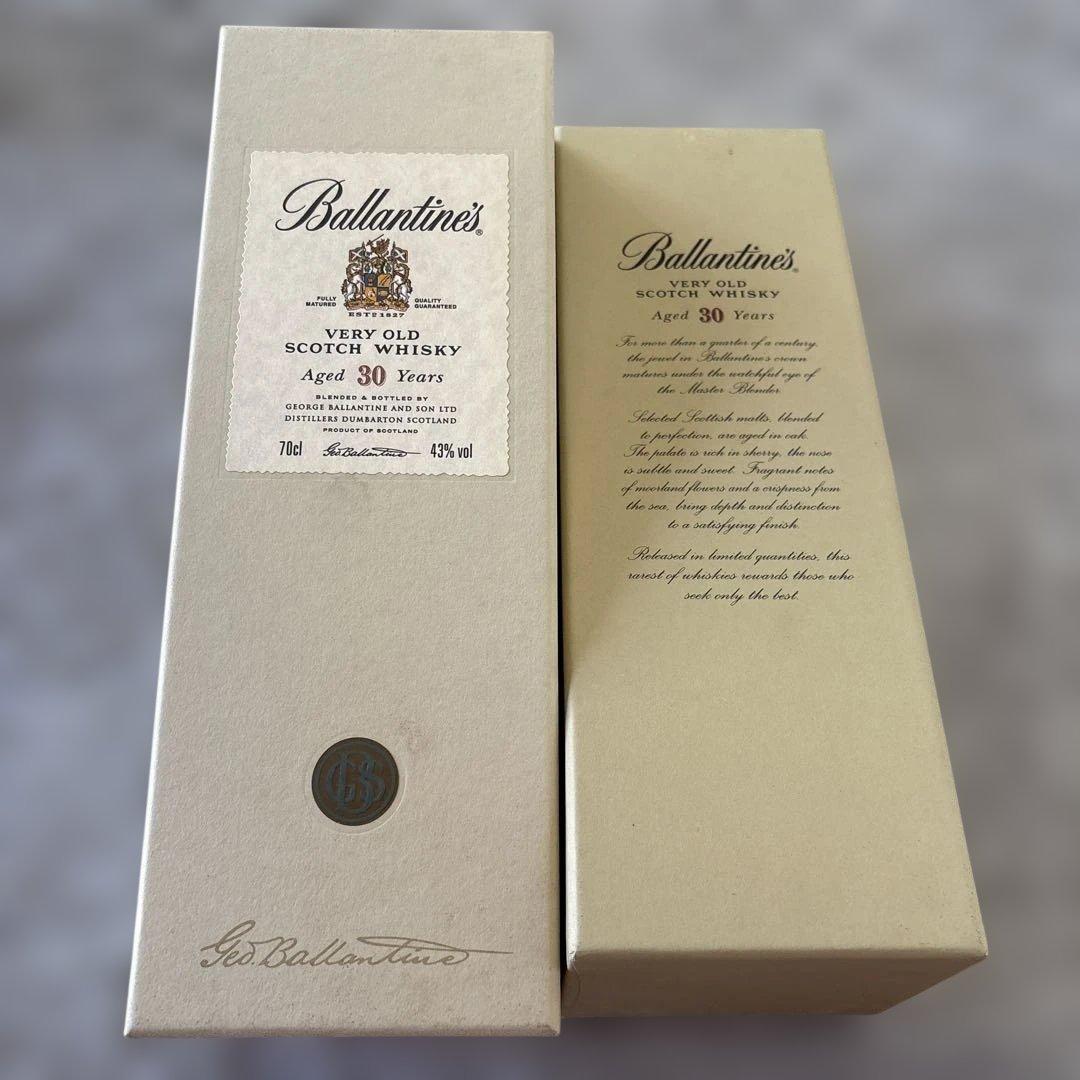 Ballantine's®
FULLY MATURED
QUALITY GUARANTEED
ESTD 1827
VERY OLD
SCOTCH WHISKY
Aged 30 Years
BLENDED & BOTTLED BY
GEORGE BALLANTINE AND SON LTD
DISTILLERS DUMBARTON SCOTLAND
PRODUCT OF SCOTLAND
70cl Geo. Ballantine 43% vol
GBS
Geo. Ballantine
Ballantine's®
VERY OLD
SCOTCH WHISKY
Aged 30 Years
For more than a quarter of a century,
the jewel in Ballantine's crown
matures under the watchful eye of
the Master Blender.
Selected Scottish malts, blended
to perfection, are aged in oak.
The palate is rich in sherry, the nose
is subtle and sweet. Fragrant notes
of moorland flowers and a crispness from
the sea, bring depth and distinction
to a satisfying finish.
Released in limited quantities, this
rarest of whiskies rewards those who
seek only the best.